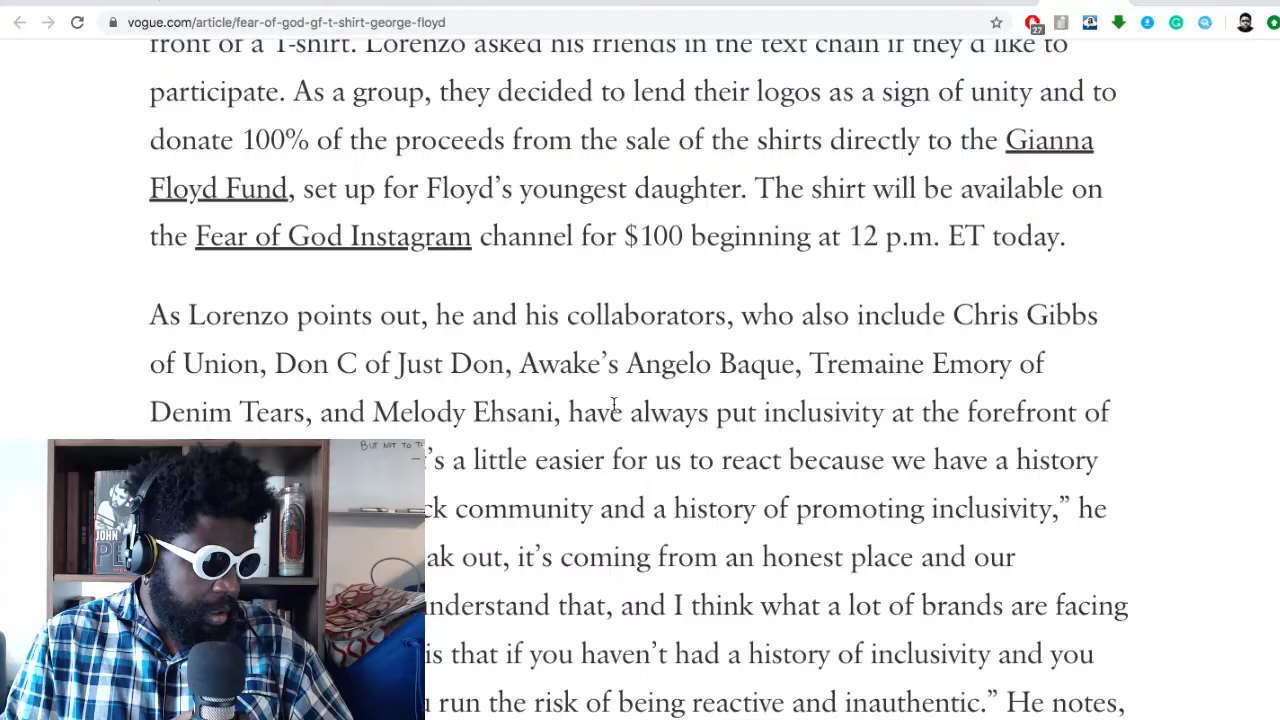 vogue.com/article/fear-of-god-gf-t-shirt-george-floyd
27
front of a T-shirt. Lorenzo asked his friends in the text chain if they'd like to
participate. As a group, they decided to lend their logos as a sign of unity and to
donate 100% of the proceeds from the sale of the shirts directly to the Gianna
Floyd Fund, set up for Floyd's youngest daughter. The shirt will be available on
the Fear of God Instagram channel for $100 beginning at 12 p.m. ET today.
As Lorenzo points out, he and his collaborators, who also include Chris Gibbs
of Union, Don C of Just Don, Awake's Angelo Baque, Tremaine Emory of
Denim Tears, and Melody Ehsani, have always put inclusivity at the forefront of
's a little easier for us to react because we have a history
ck community and a history of promoting inclusivity,” he
ak out, it's coming from an honest place and our
nderstand that, and I think what a lot of brands are facing
is that if you haven't had a history of inclusivity and you
run the risk of being reactive and inauthentic.” He notes,
BUT NOT TO
JOHN
PE